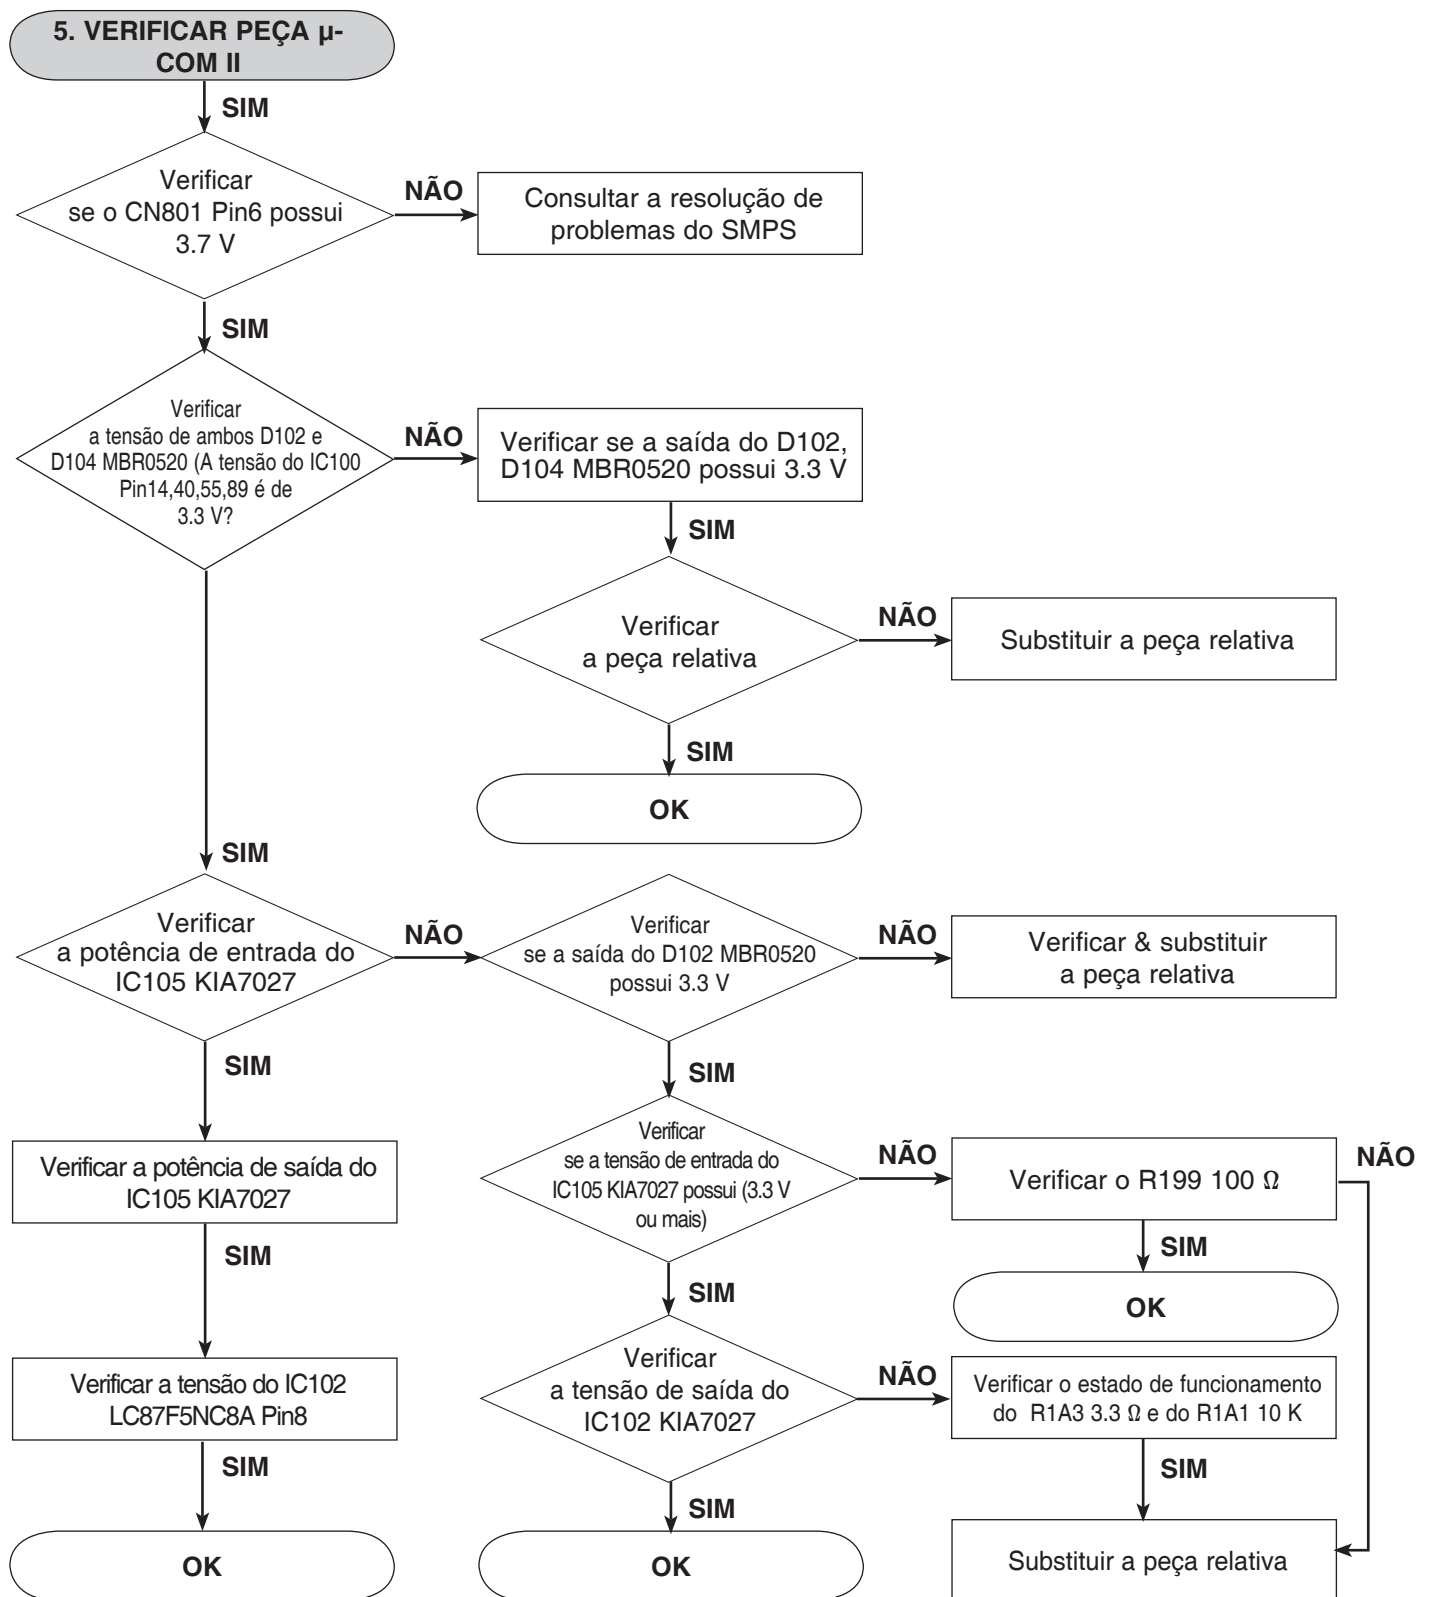 5. VERIFICAR PEÇA µ-
COM II
SIM
Verificar
se o CN801 Pin6 possui
3.7 V
NÃO
Consultar a resolução de
problemas do SMPS
SIM
Verificar
a tensão de ambos D102 e
D104 MBR0520 (A tensão do IC100
Pin14,40,55,89 é de
3.3 V?
NÃO
Verificar se a saída do D102,
D104 MBR0520 possui 3.3 V
SIM
Verificar
a peça relativa
NÃO
Substituir a peça relativa
SIM
OK
SIM
Verificar
a potência de entrada do
IC105 KIA7027
NÃO
Verificar
se a saída do D102 MBR0520
possui 3.3 V
NÃO
Verificar & substituir
a peça relativa
SIM
Verificar a potência de saída do
IC105 KIA7027
SIM
Verificar a tensão do IC102
LC87F5NC8A Pin8
SIM
OK
SIM
Verificar
se a tensão de entrada do
IC105 KIA7027 possui (3.3 V
ou mais)
NÃO
Verificar o R199 100 Ω
NÃO
SIM
OK
SIM
Verificar
a tensão de saída do
IC102 KIA7027
NÃO
Verificar o estado de funcionamento
do R1A3 3.3 Ω e do R1A1 10 K
SIM
Substituir a peça relativa
SIM
OK